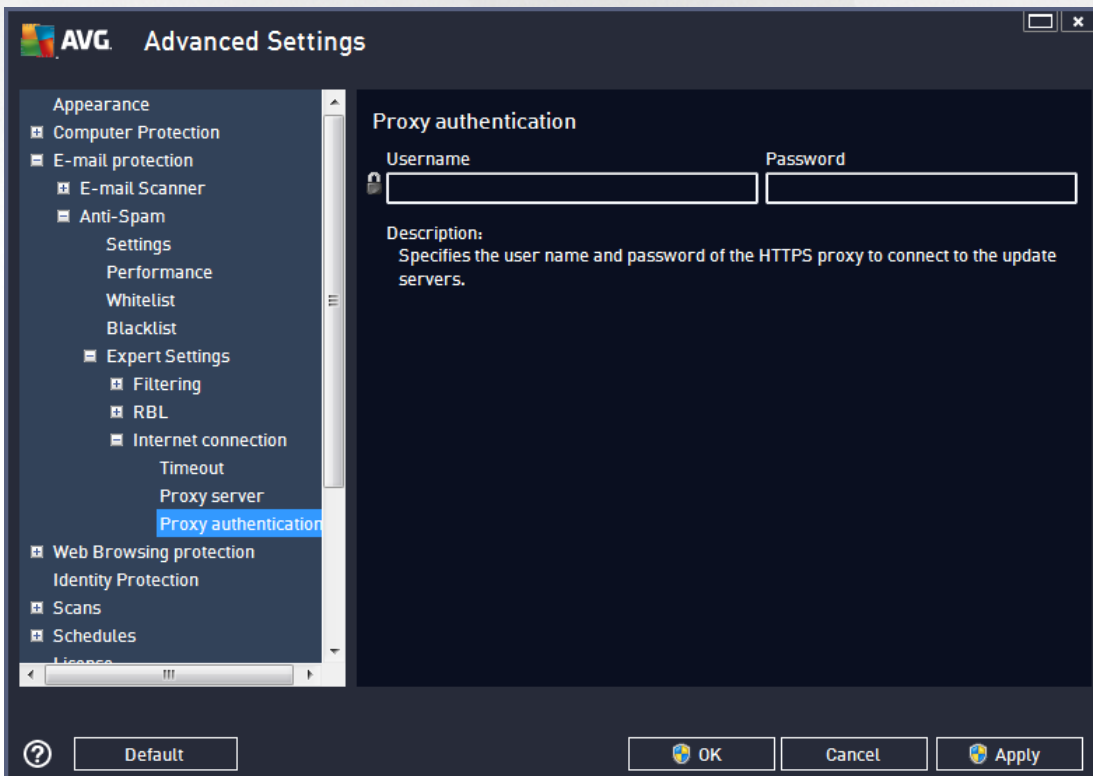 AVG. Advanced Settings
Appearance
Computer Protection
E-mail protection
E-mail Scanner
Anti-Spam
Settings
Performance
Whitelist
Blacklist
Expert Settings
Filtering
RBL
Internet connection
Timeout
Proxy server
Proxy authentication
Web Browsing protection
Identity Protection
Scans
Schedules
License
Proxy authentication
Username Password
Description:
Specifies the user name and password of the HTTPS proxy to connect to the update
servers.
Default OK Cancel Apply